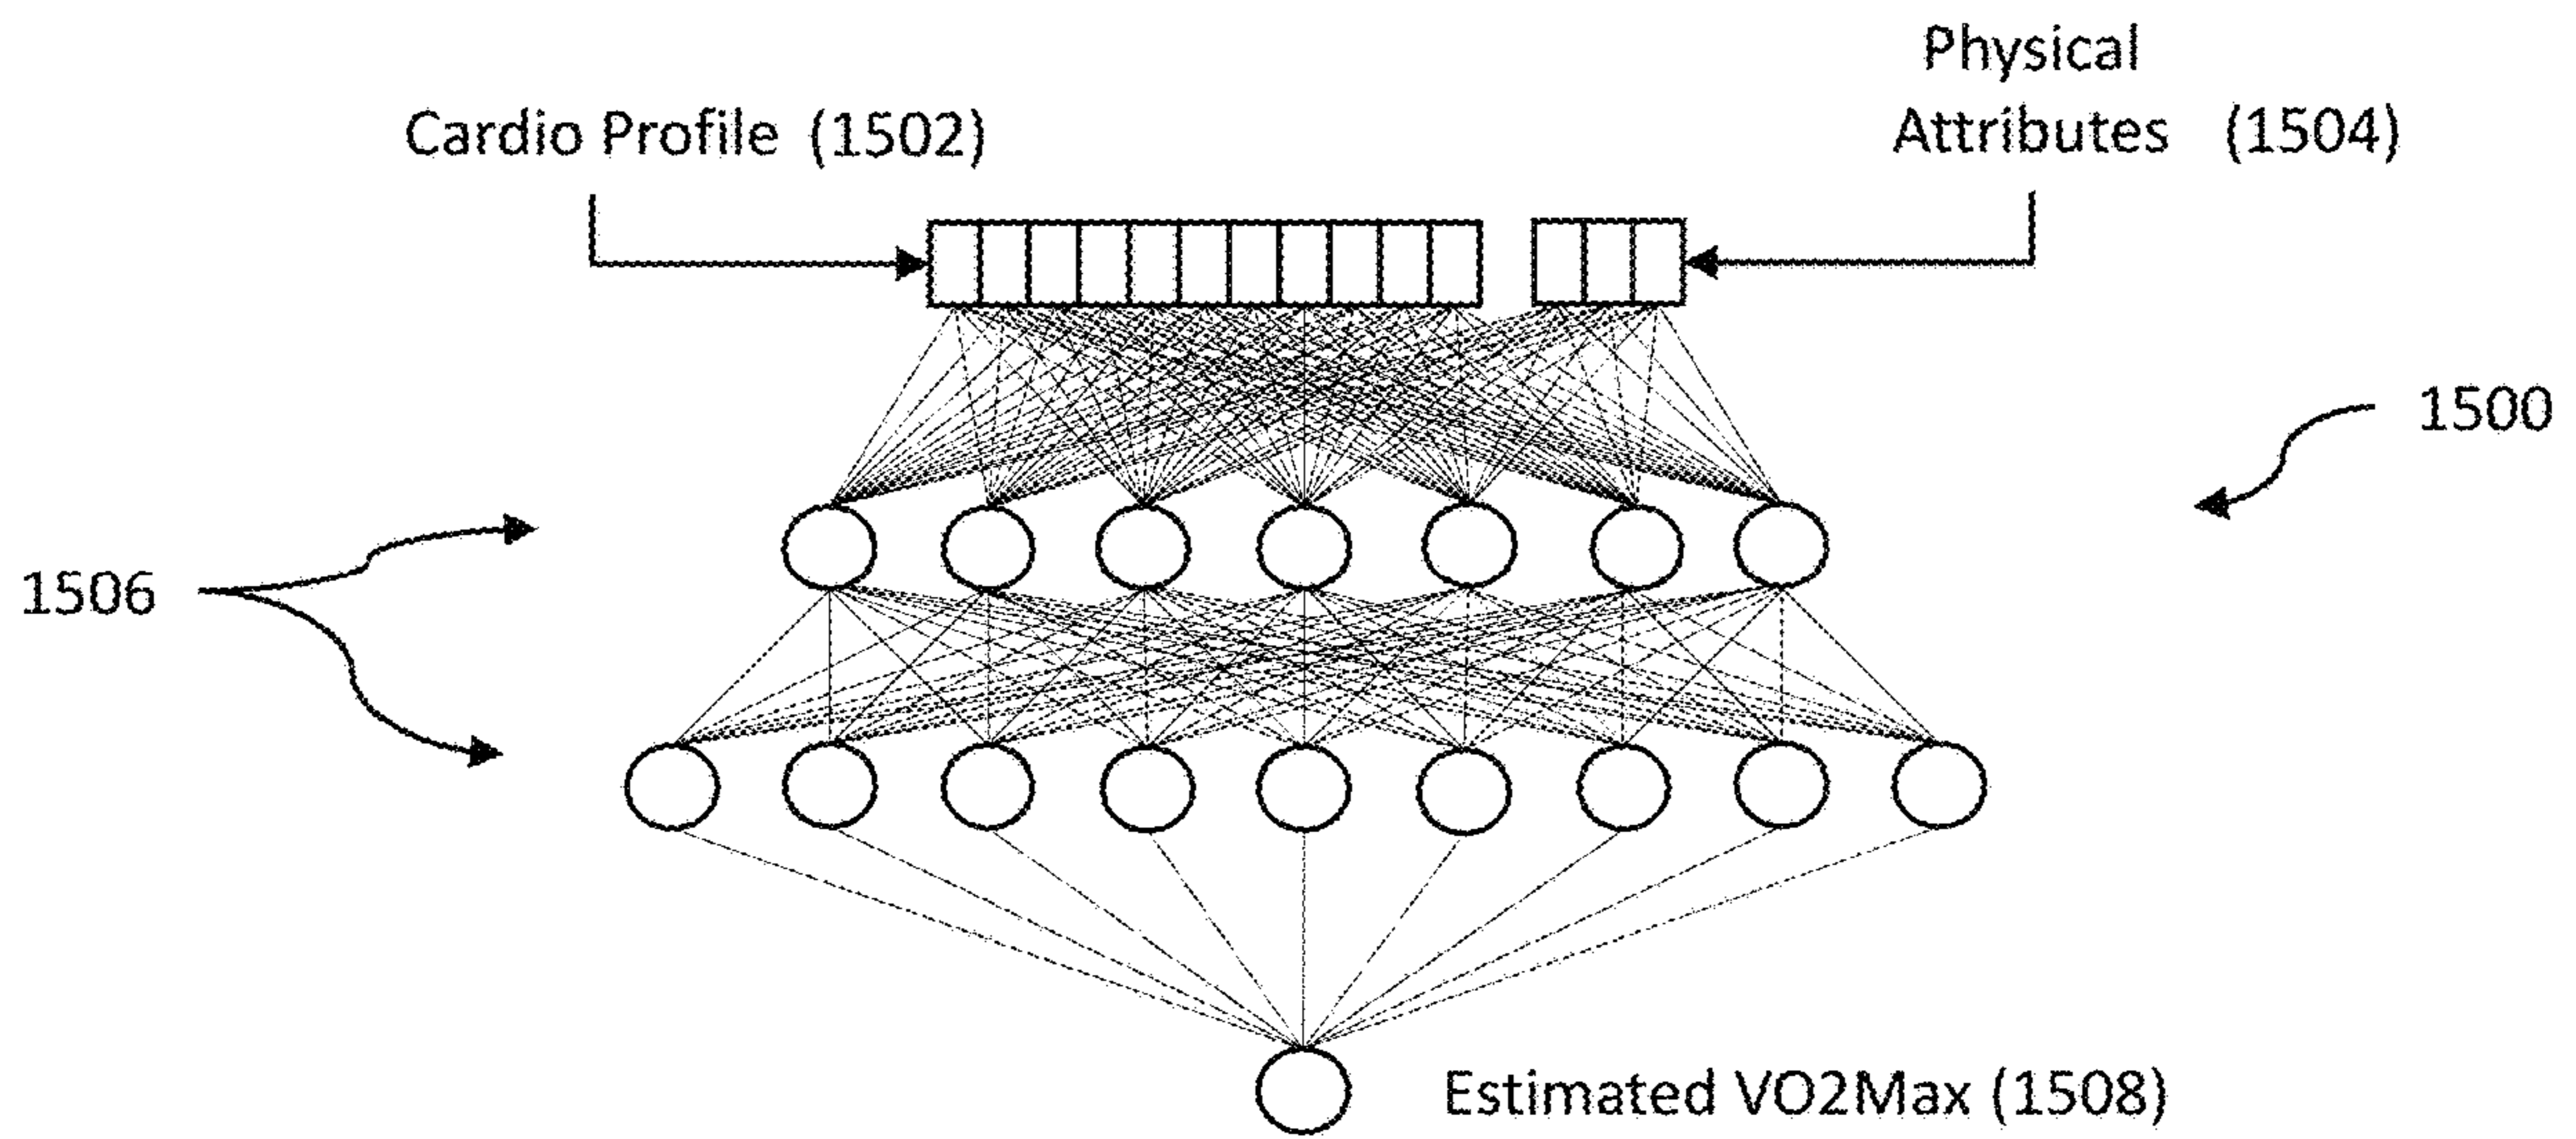 Physical
Cardio Profile (1502)
Attributes (1504)
1500
1506
Estimated VO2Max (1508)